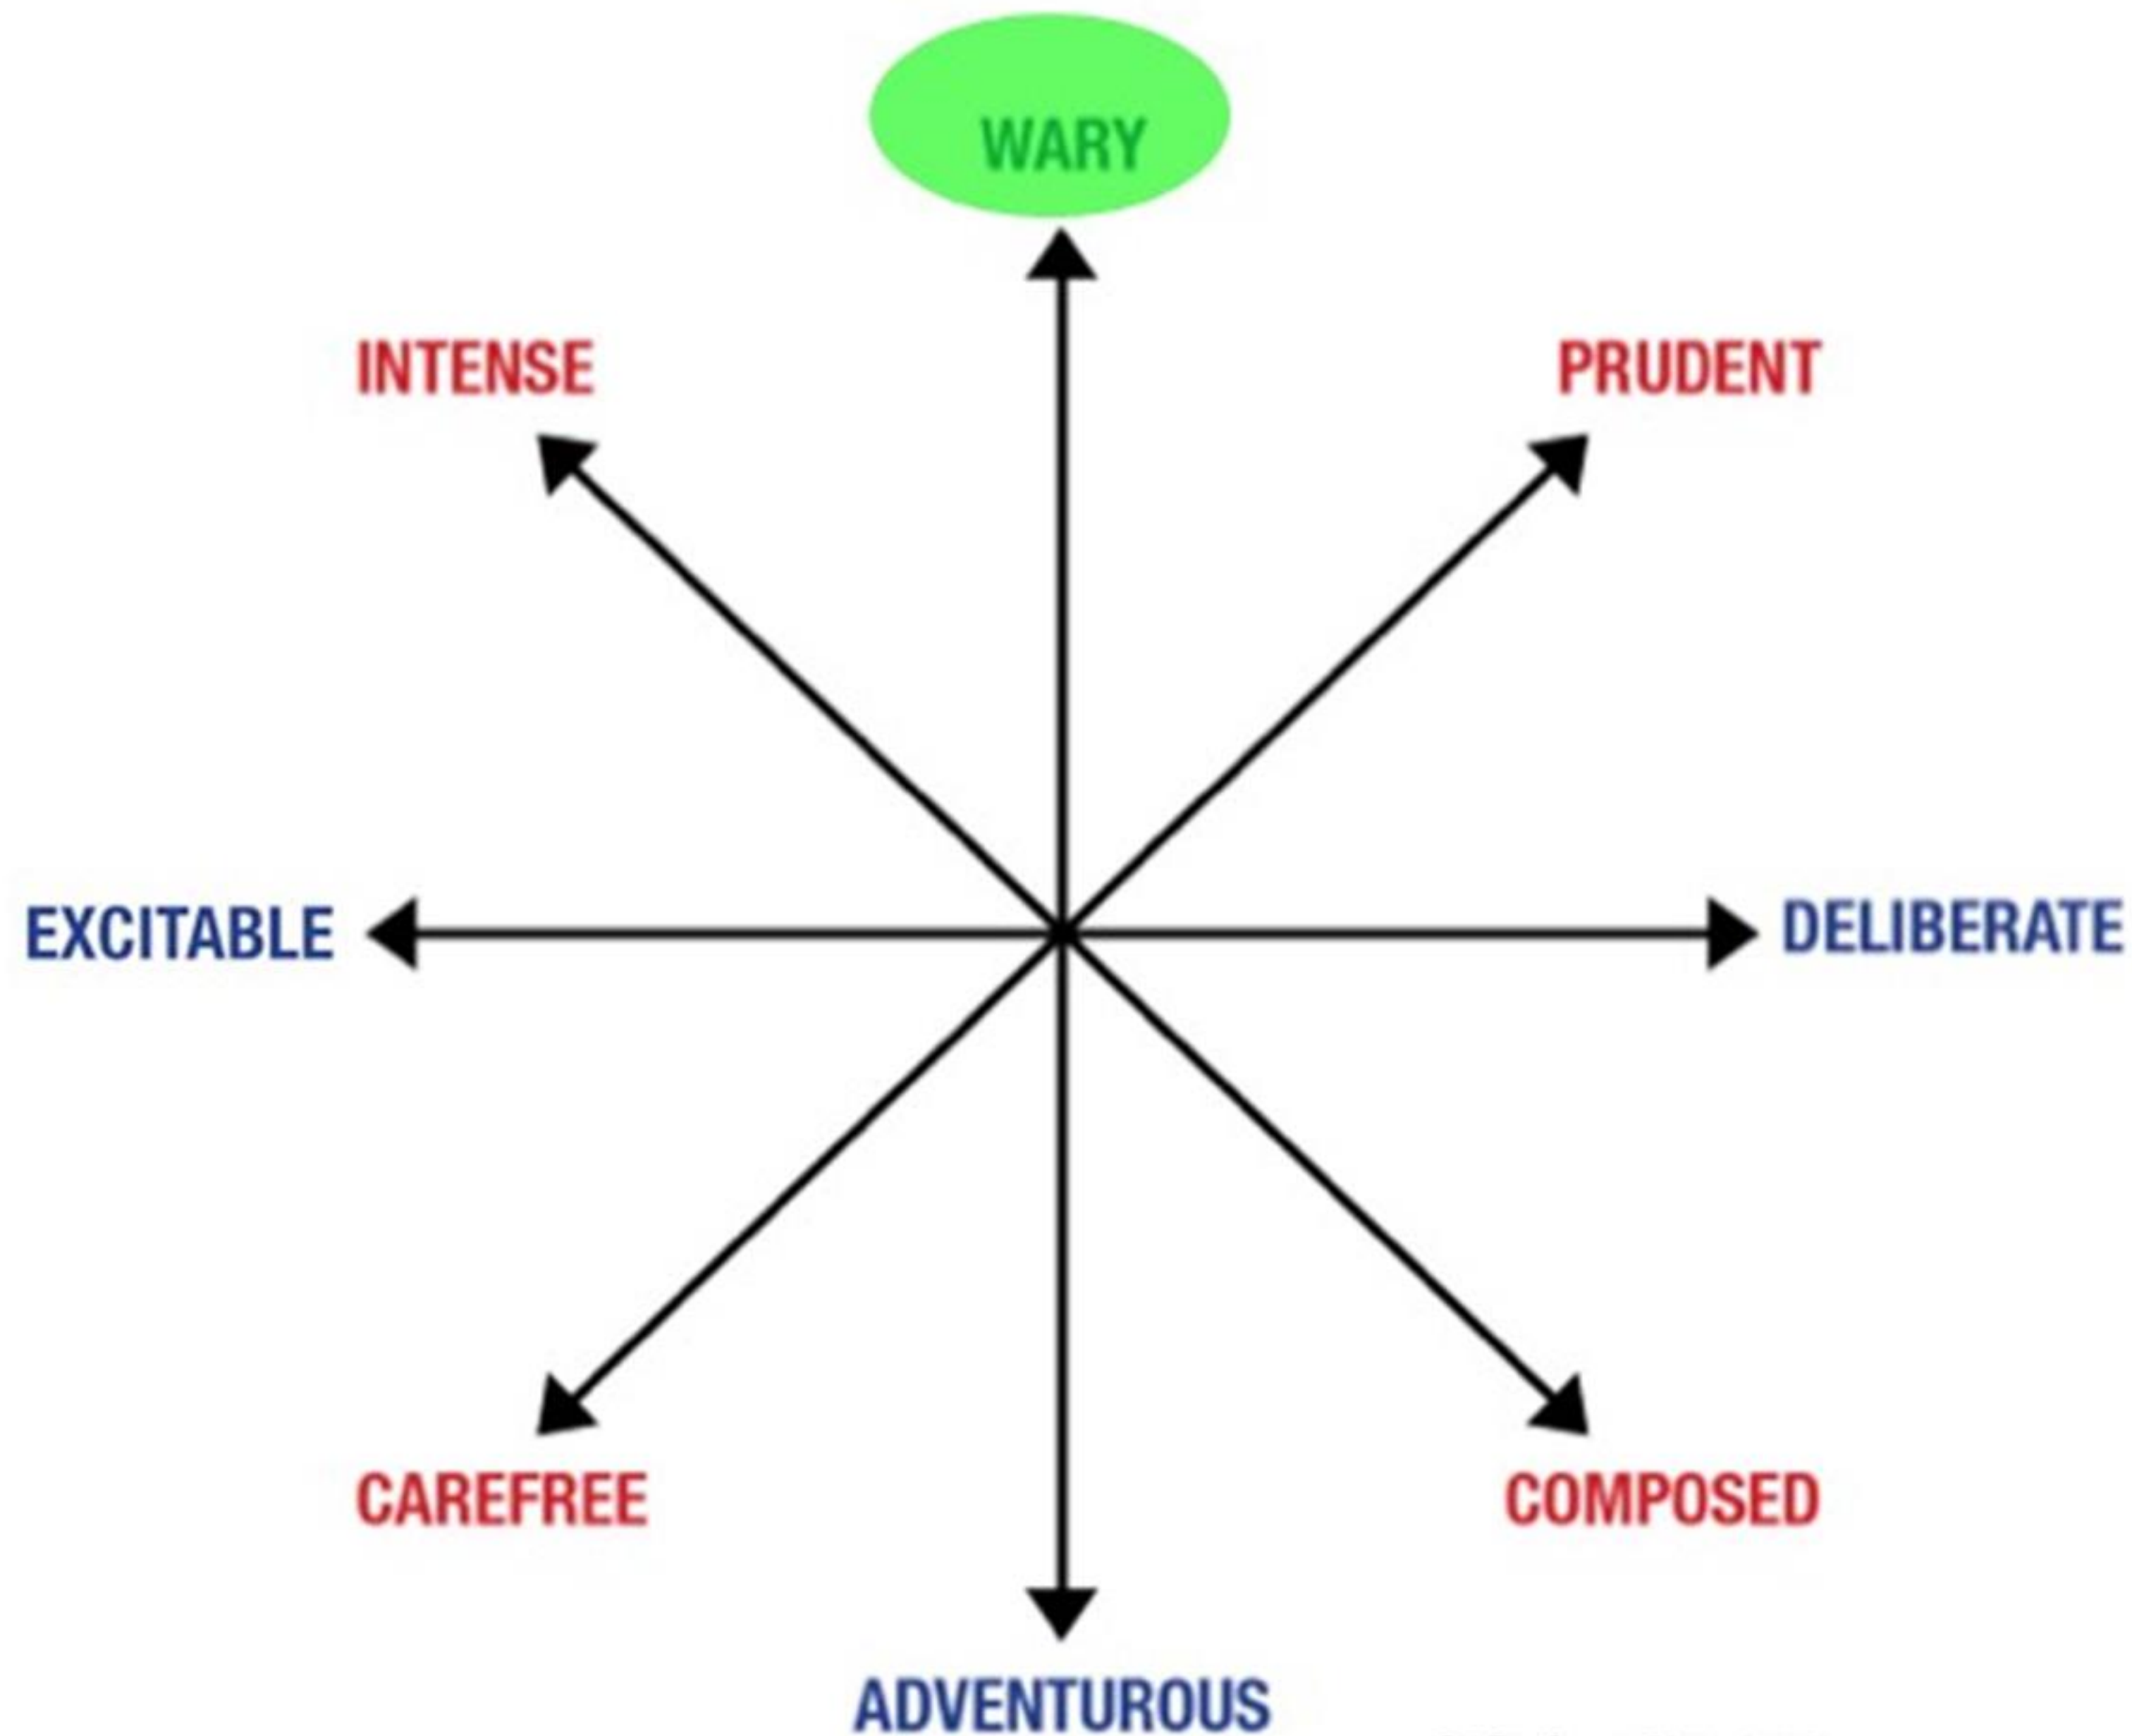 WARY
INTENSE
PRUDENT
EXCITABLE
DELIBERATE
CAREFREE
COMPOSED
ADVENTUROUS